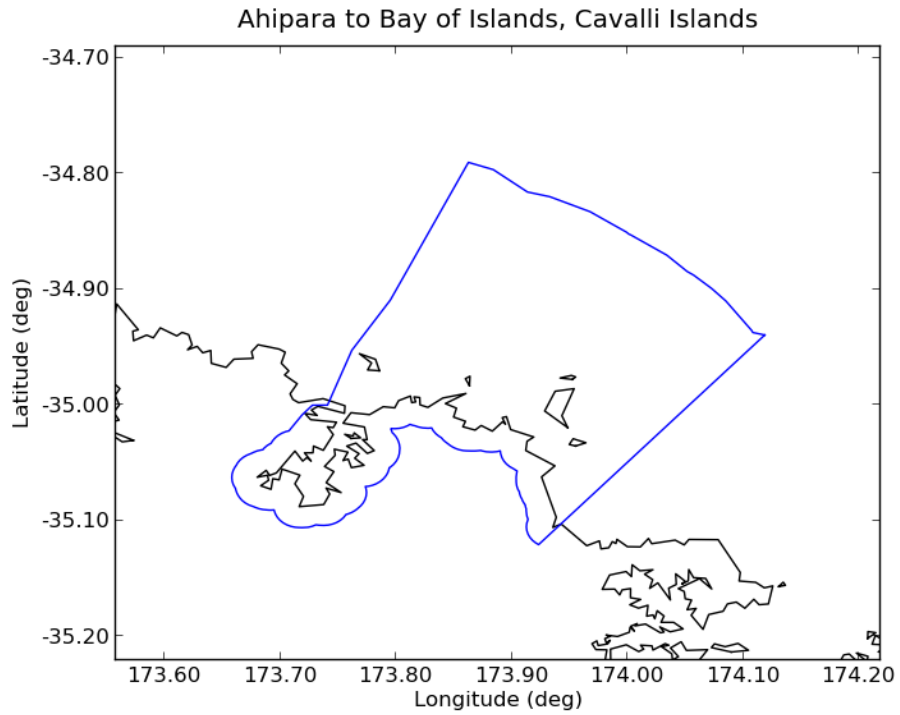 Ahipara to Bay of Islands, Cavalli Islands
-34.70
-34.80
-34.90
-35.00
-35.10
-35.20
Latitude (deg)
173.60 173.70 173.80 173.90 174.00 174.10 174.20
Longitude (deg)